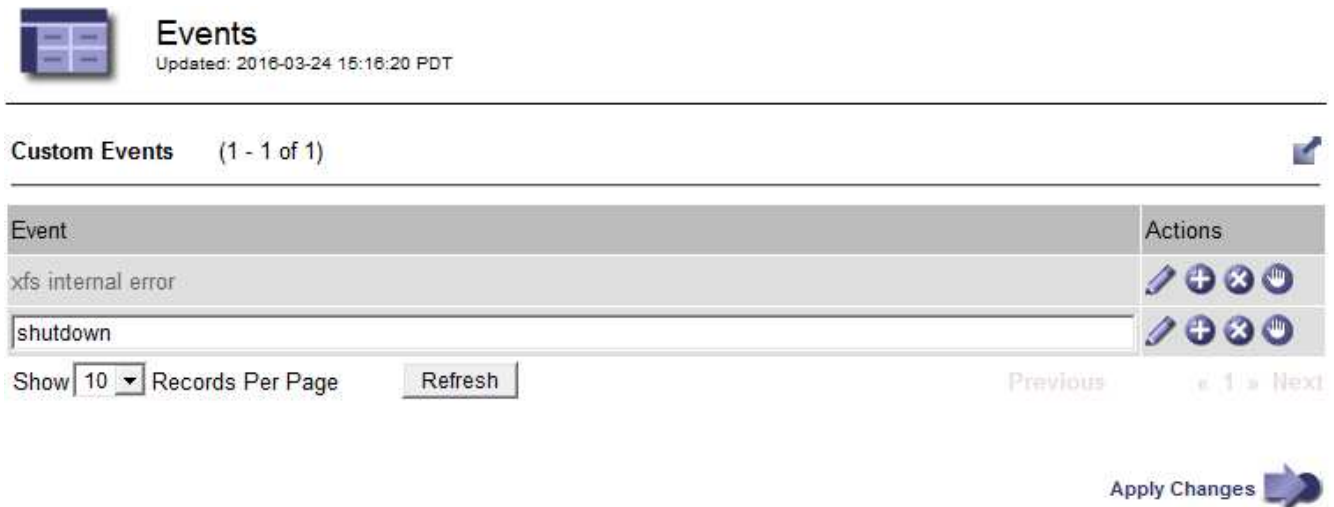 Events
Updated: 2016-03-24 15:16:20 PDT
Custom Events (1 - 1 of 1)
Event Actions
xfs internal error
shutdown
Show 10 Records Per Page Refresh Previous « 1 » Next
Apply Changes